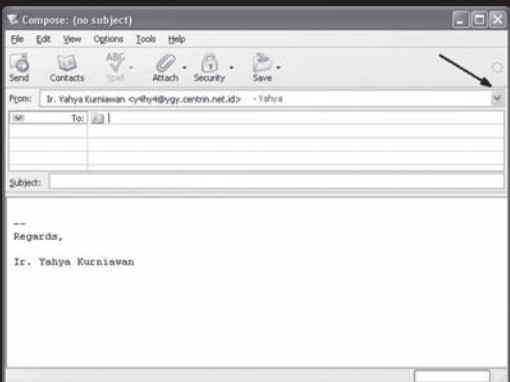 Compose: (no subject)
File Edit View Options Tools Help
Send Contacts Spell Attach Security Save
From: Ir. Yahya Kurniawan <y4hy4@ygy.centrin.net.id> - Yahya
To:
Subject:
--
Regards,
Ir. Yahya Kurniawan